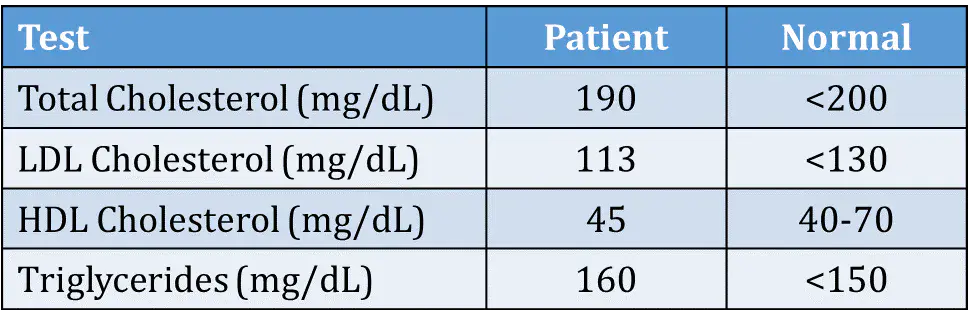 Test Patient Normal
Total Cholesterol (mg/dL) 190 <200
LDL Cholesterol (mg/dL) 113 <130
HDL Cholesterol (mg/dL) 45 40-70
Triglycerides (mg/dL) 160 <150